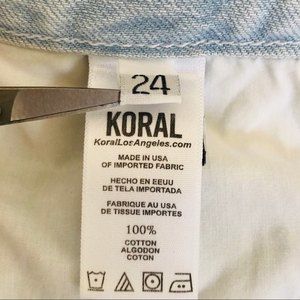 24
KORAL
KoralLosAngeles.com
MADE IN USA
OF IMPORTED FABRIC
HECHO EN EEUU
DE TELA IMPORTADA
FABRIQUE AU USA
DE TISSUE IMPORTES
100%
COTTON
ALGODON
COTON